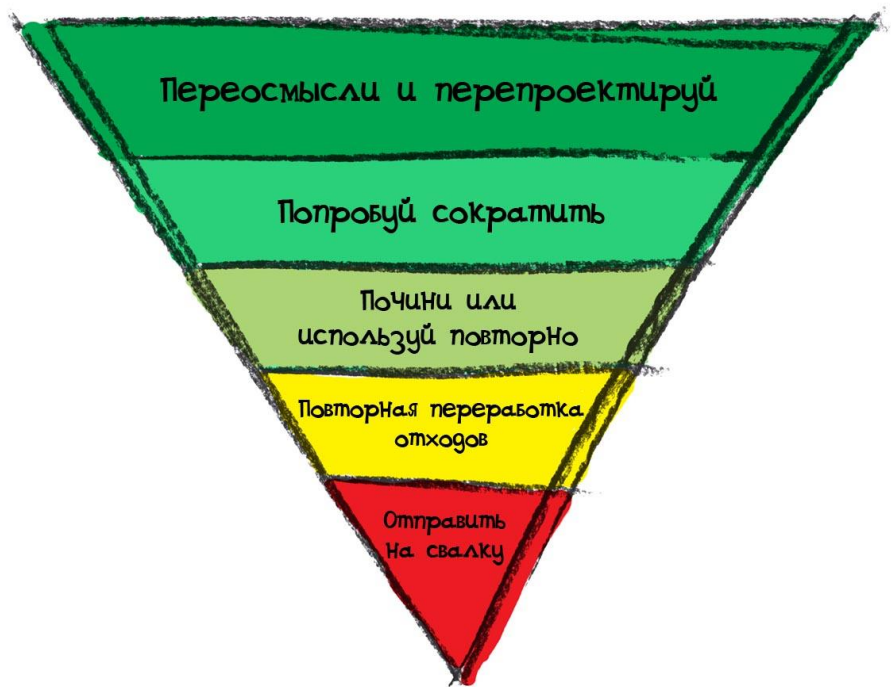 Переосмысли и перепроектируй
Попробуй сократить
Почини или
используй повторно
Повторная переработка
отходов
Отправить
на свалку